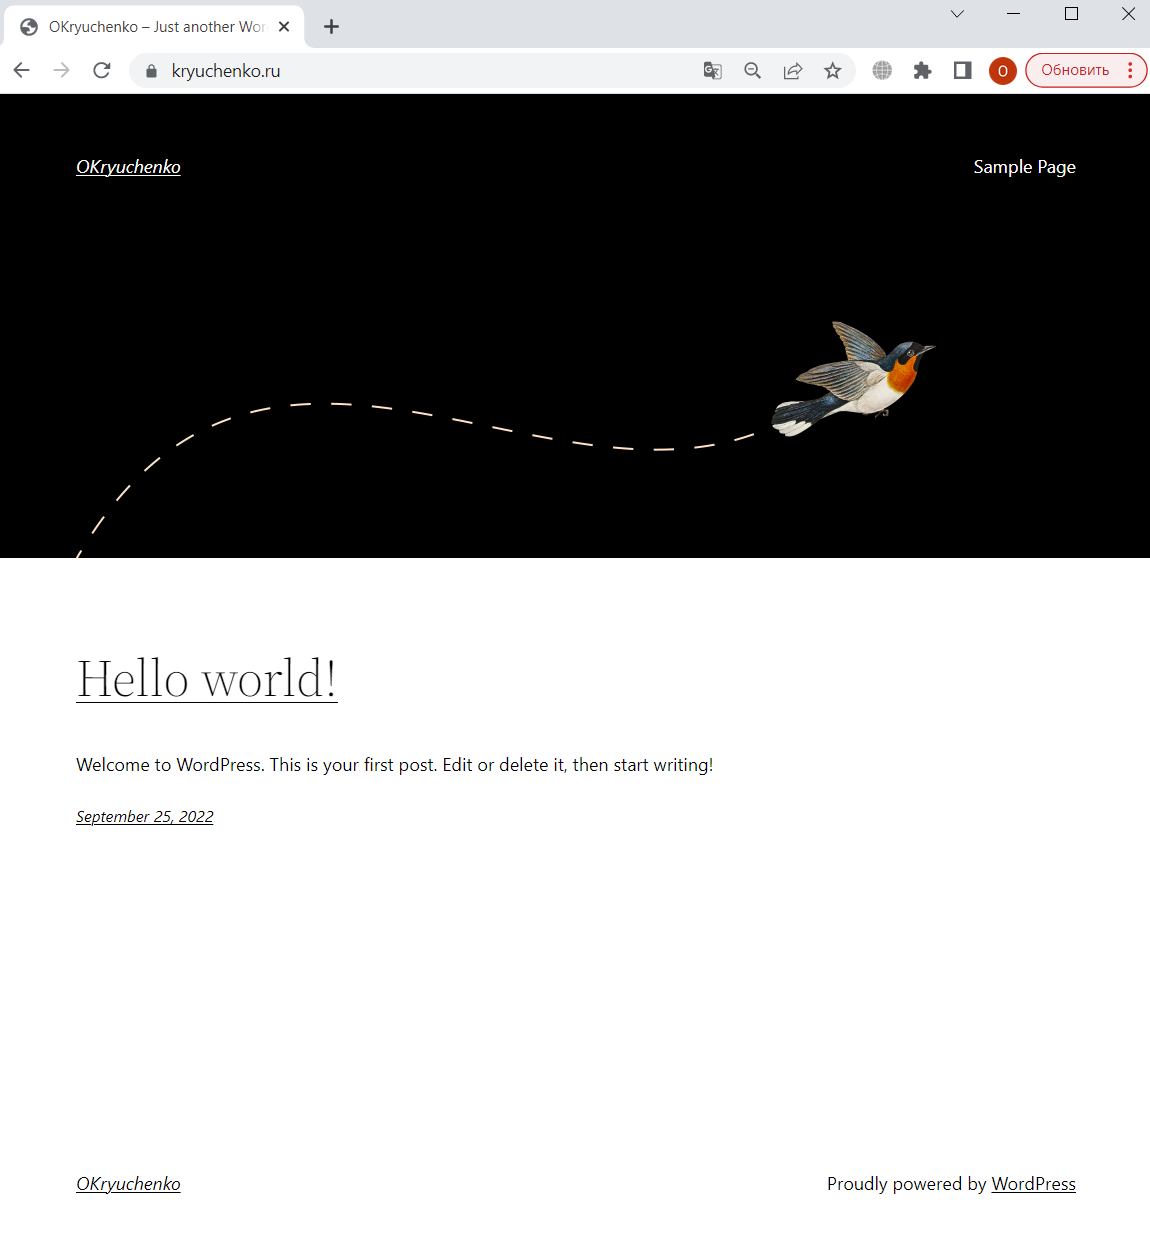 OKryuchenko – Just another Wor
kryuchenko.ru
O
Обновить
OKryuchenko
Sample Page
Hello world!
Welcome to WordPress. This is your first post. Edit or delete it, then start writing!
September 25, 2022
OKryuchenko
Proudly powered by WordPress